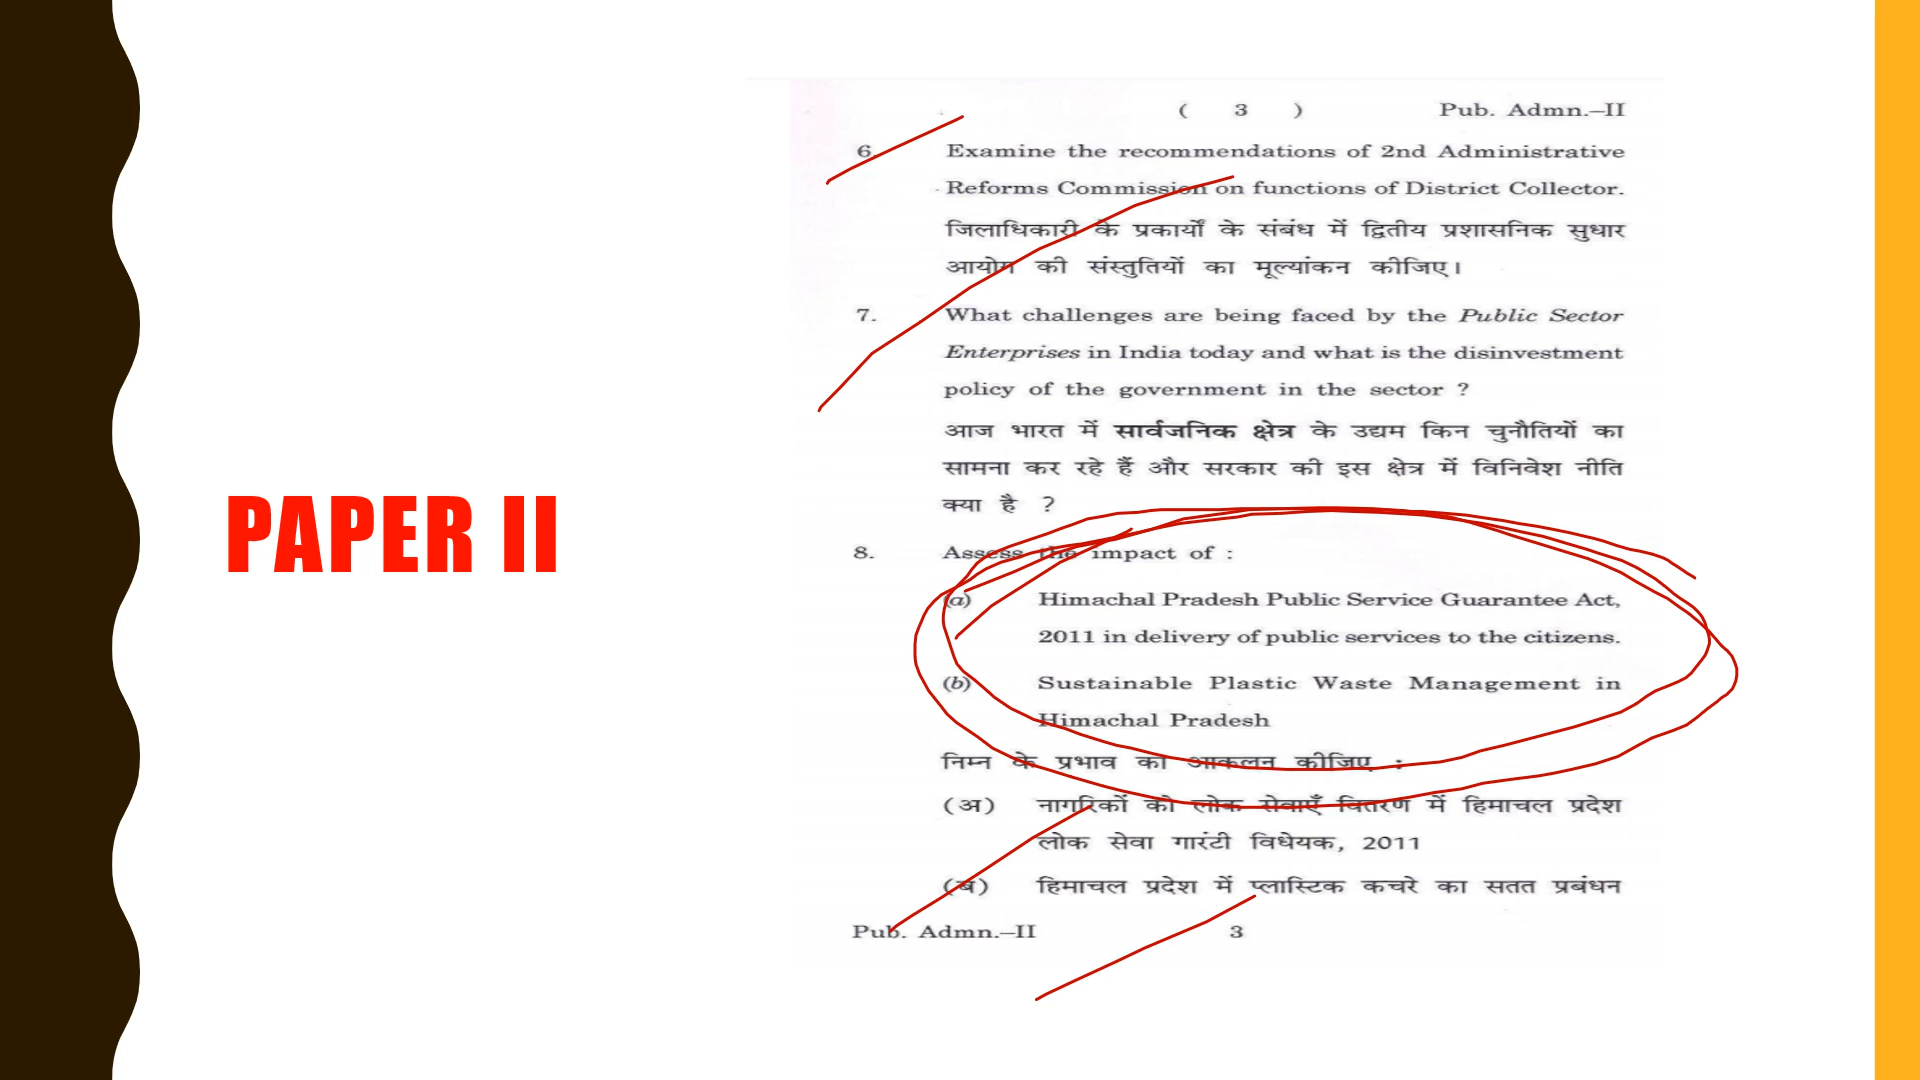 PAPER II
( 3 ) Pub. Admn.–II
6. Examine the recommendations of 2nd Administrative
Reforms Commission on functions of District Collector.
जिलाधिकारी के प्रकार्यों के संबंध में द्वितीय प्रशासनिक सुधार
आयोग की संस्तुतियों का मूल्यांकन कीजिए।
7. What challenges are being faced by the Public Sector
Enterprises in India today and what is the disinvestment
policy of the government in the sector ?
आज भारत में सार्वजनिक क्षेत्र के उद्यम किन चुनौतियों का
सामना कर रहे हैं और सरकार की इस क्षेत्र में विनिवेश नीति
क्या है ?
8. Assess the impact of :
(a) Himachal Pradesh Public Service Guarantee Act,
2011 in delivery of public services to the citizens.
(b) Sustainable Plastic Waste Management in
Himachal Pradesh
निम्न के प्रभाव का आकलन कीजिए :
(अ) नागरिकों को लोक सेवाएँ वितरण में हिमाचल प्रदेश
लोक सेवा गारंटी विधेयक, 2011
(ब) हिमाचल प्रदेश में प्लास्टिक कचरे का सतत प्रबंधन
Pub. Admn.–II 3